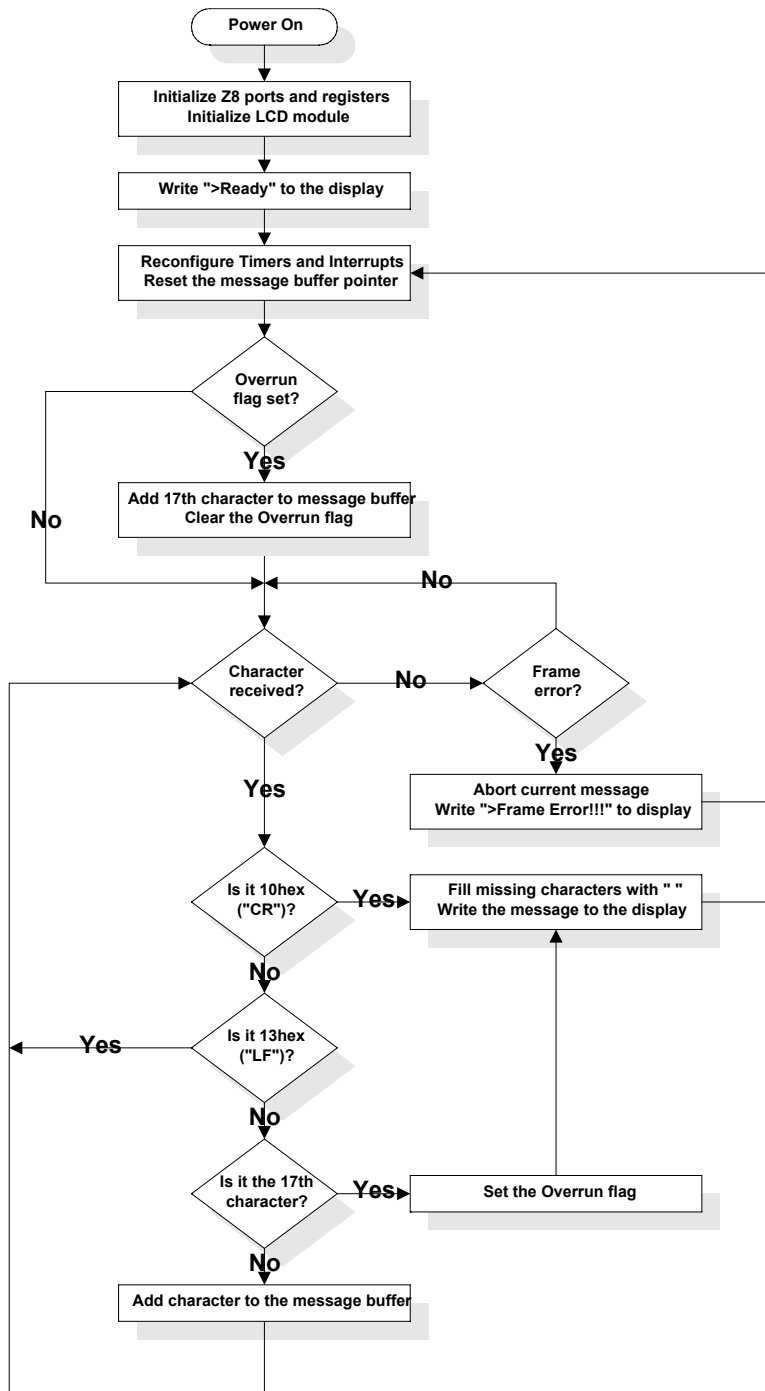 Power On
Initialize Z8 ports and registers
Initialize LCD module
Write ">Ready" to the display
Reconfigure Timers and Interrupts
Reset the message buffer pointer
Overrun
flag set?
Yes
Add 17th character to message buffer
Clear the Overrun flag
No
No
Character
received?
No
Frame
error?
Yes
Yes
Abort current message
Write ">Frame Error!!!" to display
Is it 10hex
("CR")?
Yes
Fill missing characters with " "
Write the message to the display
No
Is it 13hex
("LF")?
Yes
No
Is it the 17th
character?
Yes
Set the Overrun flag
No
Add character to the message buffer